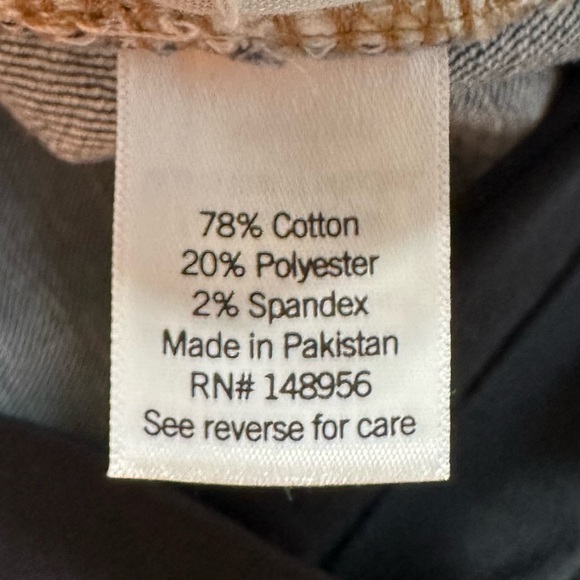 78% Cotton
20% Polyester
2% Spandex
Made in Pakistan
RN# 148956
See reverse for care